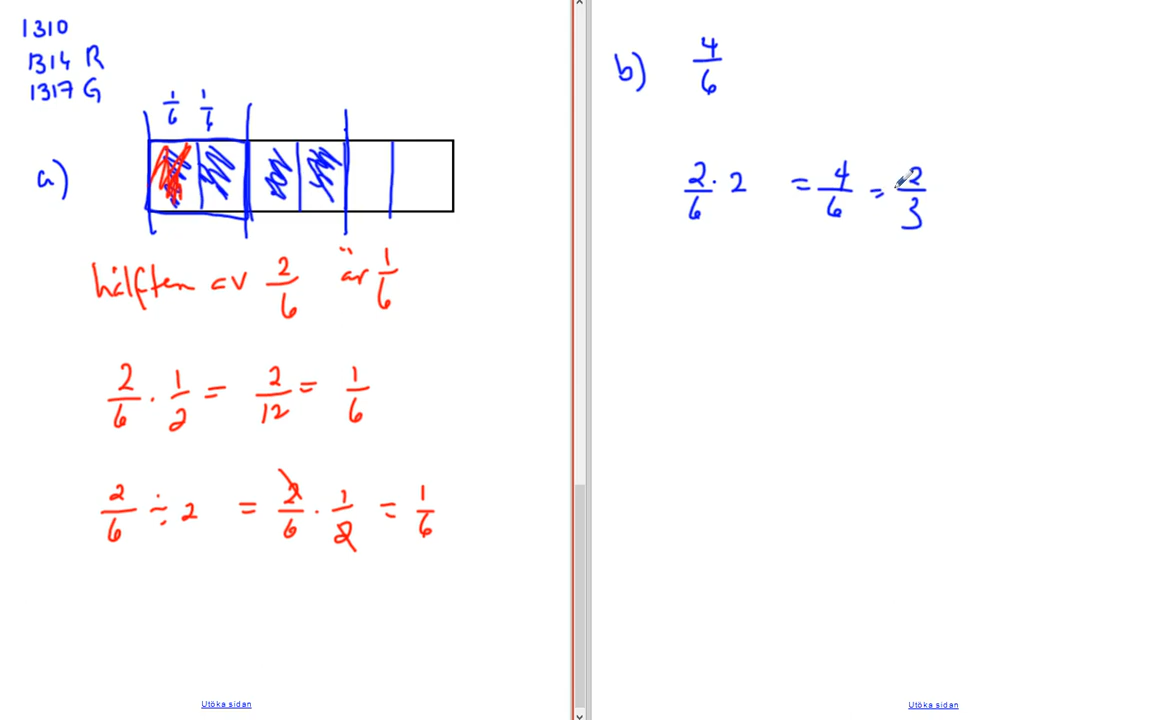 1310
1314 R
1317 G
1/6 1/6
a)
hälften av 2/6 är 1/6
2/6 · 1/2 = 2/12 = 1/6
2/6 ÷ 2 = 2/6 · 1/2 = 1/6
Utöka sidan
b) 4/6
2/6 · 2 = 4/6 = 2/3
Utöka sidan